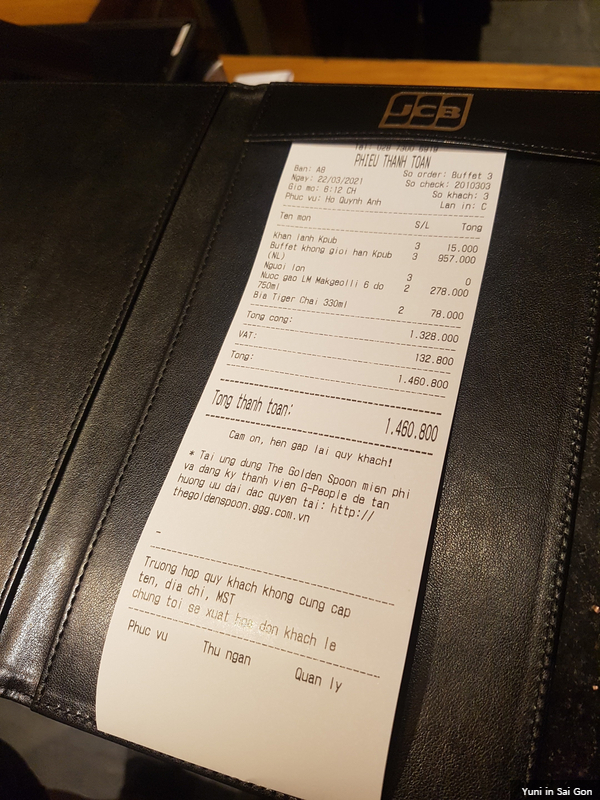 JCB
Tel: 028 7300 6919
PHIEU THANH TOAN
Ban: A8 So order: Buffet 3
Ngay: 22/03/2021 So check: 2010303
Gio mo: 6:12 CH So khach: 3
Phuc vu: Ho Quynh Anh Lan in: C
Ten mon S/L Tong
Khan lanh Kpub 3 15.000
Buffet khong gioi han Kpub 3 957.000
(NL)
Nguoi lon 3 0
Nuoc gao LM Makgeolli 6 do 2 278.000
750ml
Bia Tiger Chai 330ml 2 78.000
Tong cong: 1.328.000
VAT: 132.800
Tong: 1.460.800
Tong thanh toan: 1.460.800
Cam on, hen gap lai quy khach!
* Tai ung dung The Golden Spoon mien phi
va dang ky thanh vien G-People de tan
huong uu dai dac quyen tai: http://
thegoldenspoon.ggg.com.vn
-
Truong hop quy khach khong cung cap
ten, dia chi, MST
chung toi se xuat hoa don khach le
Phuc vu Thu ngan Quan ly
Yuni in Sai Gon